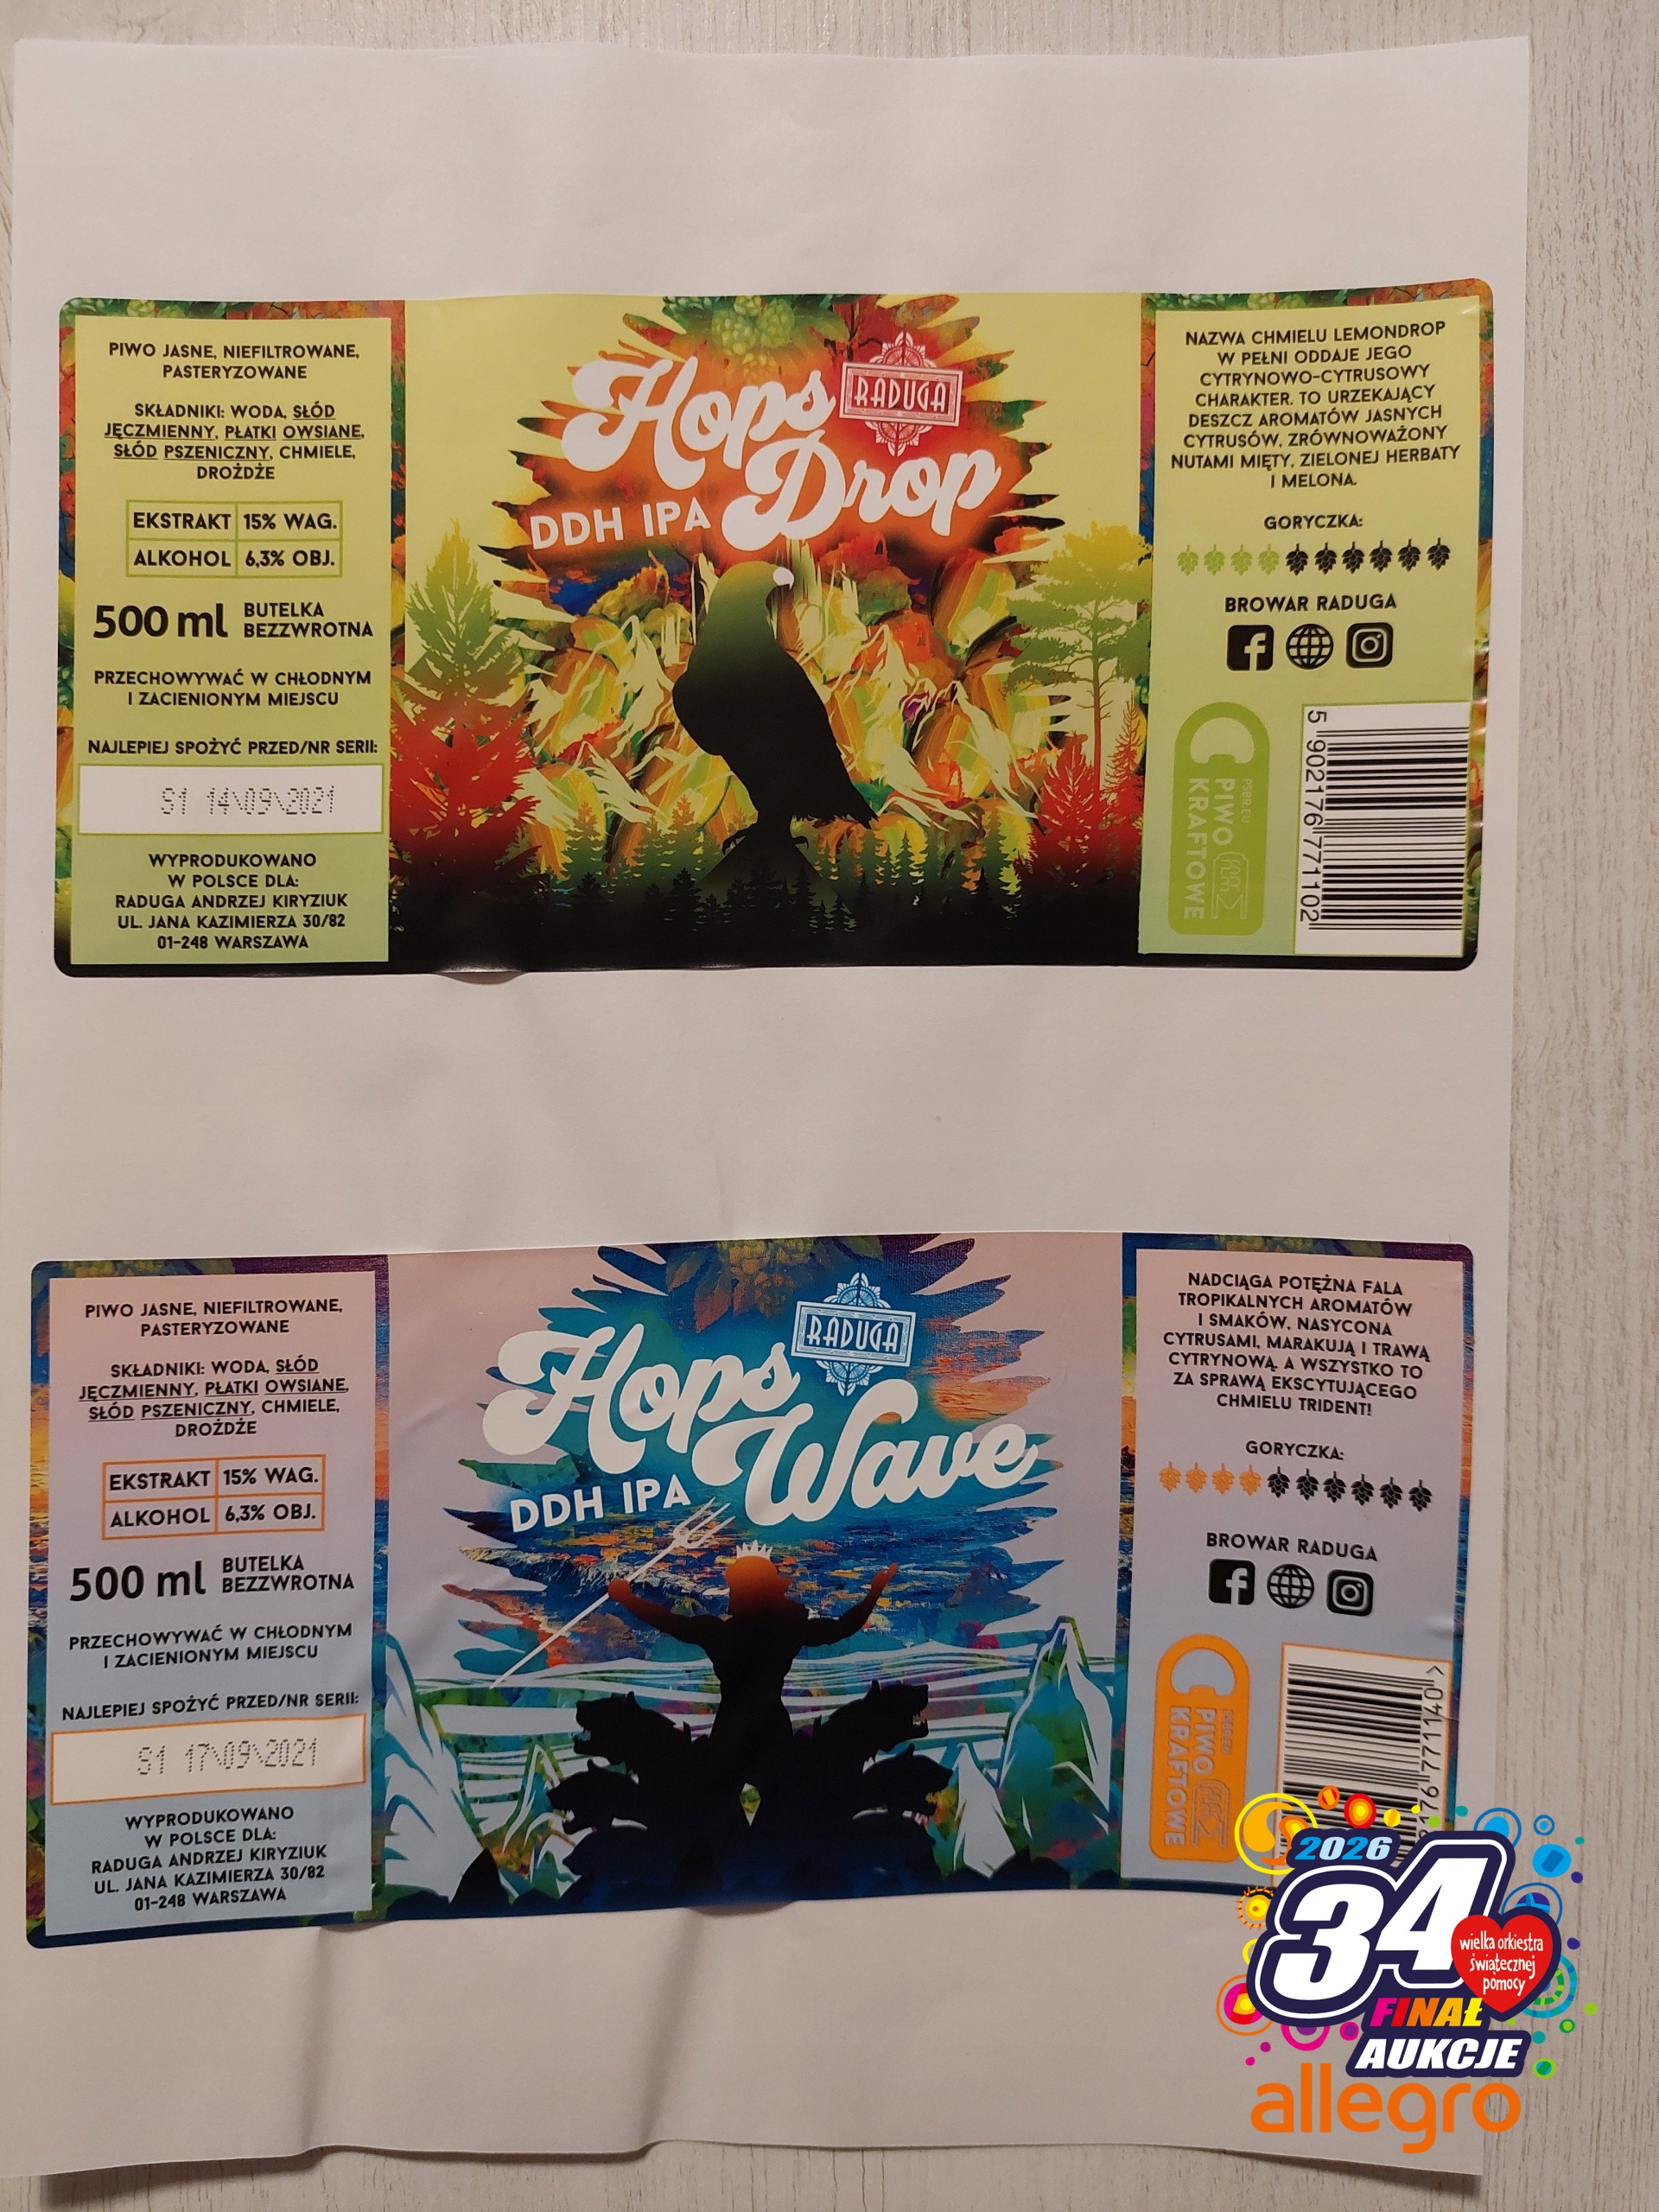 PIWO JASNE, NIEFILTROWANE,
PASTERYZOWANE
SKŁADNIKI: WODA, SŁÓD
JĘCZMIENNY, PŁATKI OWSIANE,
SŁÓD PSZENICZNY, CHMIELE,
DROŻDŻE
EKSTRAKT 15% WAG.
ALKOHOL 6,3% OBJ.
500 ml BUTELKA
BEZZWROTNA
PRZECHOWYWAĆ W CHŁODNYM
I ZACIENIONYM MIEJSCU
NAJLEPIEJ SPOŻYĆ PRZED/NR SERII:
S1 14\09\2021
WYPRODUKOWANO
W POLSCE DLA:
RADUGA ANDRZEJ KIRYZIUK
UL. JANA KAZIMIERZA 30/82
01-248 WARSZAWA
Hops
RADUGA
Drop
DDH IPA
NAZWA CHMIELU LEMONDROP
W PEŁNI ODDAJE JEGO
CYTRYNOWO-CYTRUSOWY
CHARAKTER. TO URZEKAJĄCY
DESZCZ AROMATÓW JASNYCH
CYTRUSÓW, ZRÓWNOWAŻONY
NUTAMI MIĘTY, ZIELONEJ HERBATY
I MELONA.
GORYCZKA:
BROWAR RADUGA
PSBR.EU
PIWO
KRAFTOWE
5 902176 771102
PIWO JASNE, NIEFILTROWANE,
PASTERYZOWANE
SKŁADNIKI: WODA, SŁÓD
JĘCZMIENNY, PŁATKI OWSIANE,
SŁÓD PSZENICZNY, CHMIELE,
DROŻDŻE
EKSTRAKT 15% WAG.
ALKOHOL 6,3% OBJ.
500 ml BUTELKA
BEZZWROTNA
PRZECHOWYWAĆ W CHŁODNYM
I ZACIENIONYM MIEJSCU
NAJLEPIEJ SPOŻYĆ PRZED/NR SERII:
S1 17\09\2021
WYPRODUKOWANO
W POLSCE DLA:
RADUGA ANDRZEJ KIRYZIUK
UL. JANA KAZIMIERZA 30/82
01-248 WARSZAWA
Hops
RADUGA
Wave
DDH IPA
NADCIĄGA POTĘŻNA FALA
TROPIKALNYCH AROMATÓW
I SMAKÓW, NASYCONA
CYTRUSAMI, MARAKUJĄ I TRAWĄ
CYTRYNOWĄ. A WSZYSTKO TO
ZA SPRAWĄ EKSCYTUJĄCEGO
CHMIELU TRIDENT!
GORYCZKA:
BROWAR RADUGA
PSBR.EU
PIWO
KRAFTOWE
771140>
2026
34
wielka orkiestra
świątecznej
pomocy
FINAŁ
AUKCJE
allegro